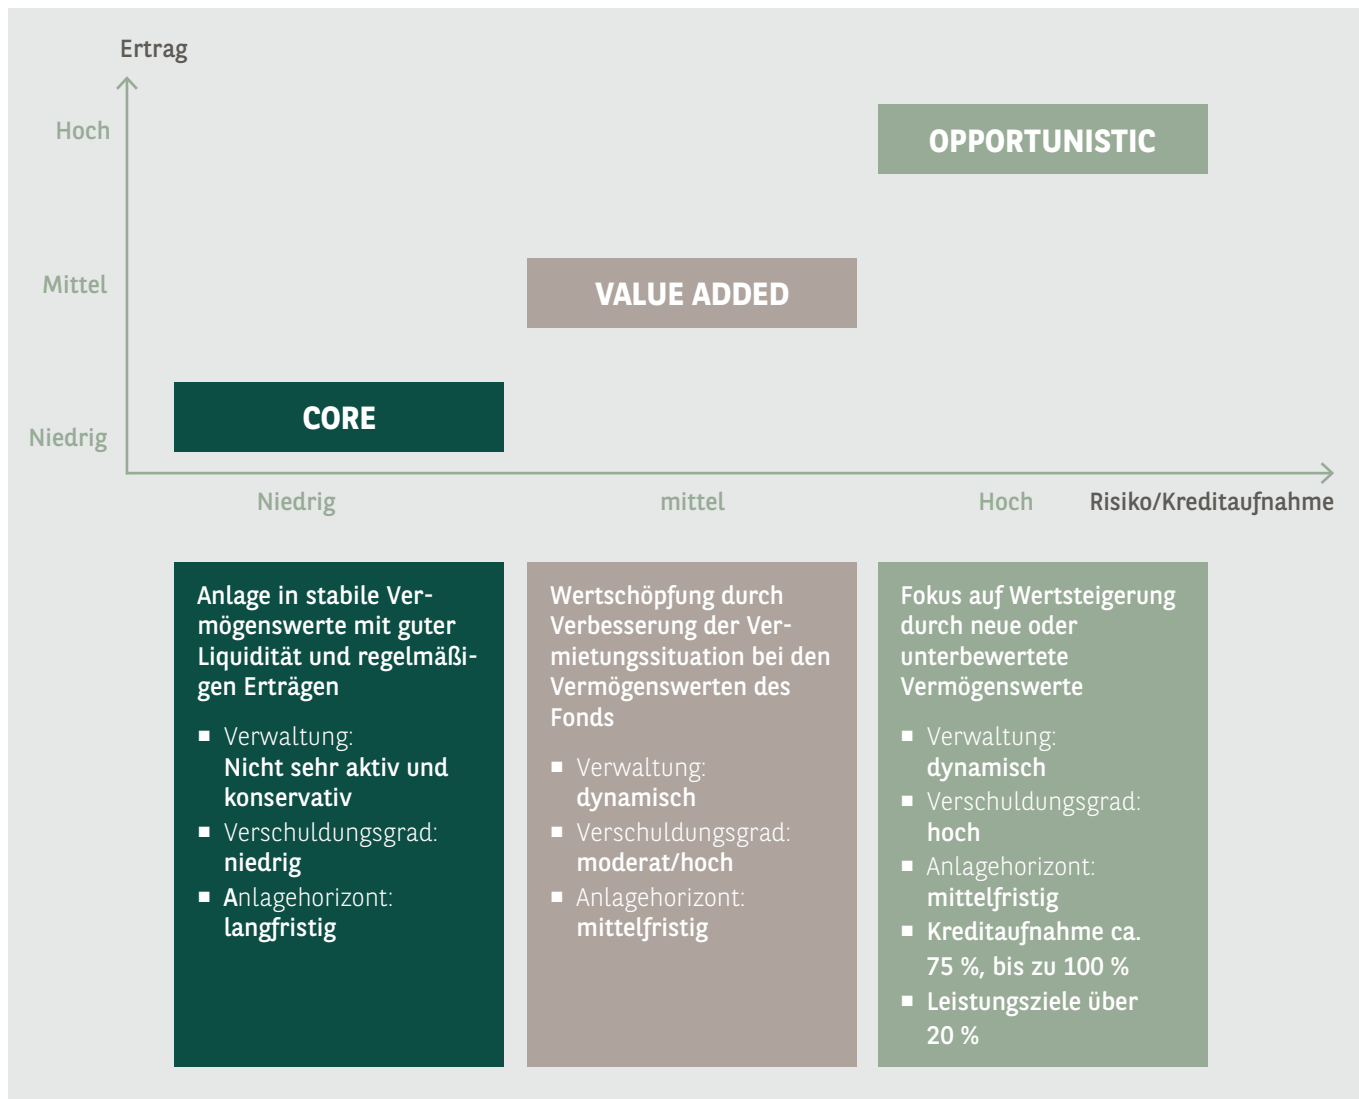 Ertrag
Hoch
OPPORTUNISTIC
Mittel
VALUE ADDED
CORE
Niedrig
Niedrig
mittel
Hoch
Risiko/Kreditaufnahme
Anlage in stabile Ver-
mögenswerte mit guter
Liquidität und regelmäßi-
gen Erträgen
■ Verwaltung:
Nicht sehr aktiv und
konservativ
■ Verschuldungsgrad:
niedrig
■ Anlagehorizont:
langfristig
Wertschöpfung durch
Verbesserung der Ver-
mietungssituation bei den
Vermögenswerten des
Fonds
■ Verwaltung:
dynamisch
■ Verschuldungsgrad:
moderat/hoch
■ Anlagehorizont:
mittelfristig
Fokus auf Wertsteigerung
durch neue oder
unterbewertete
Vermögenswerte
■ Verwaltung:
dynamisch
■ Verschuldungsgrad:
hoch
■ Anlagehorizont:
mittelfristig
■ Kreditaufnahme ca.
75 %, bis zu 100 %
■ Leistungsziele über
20 %